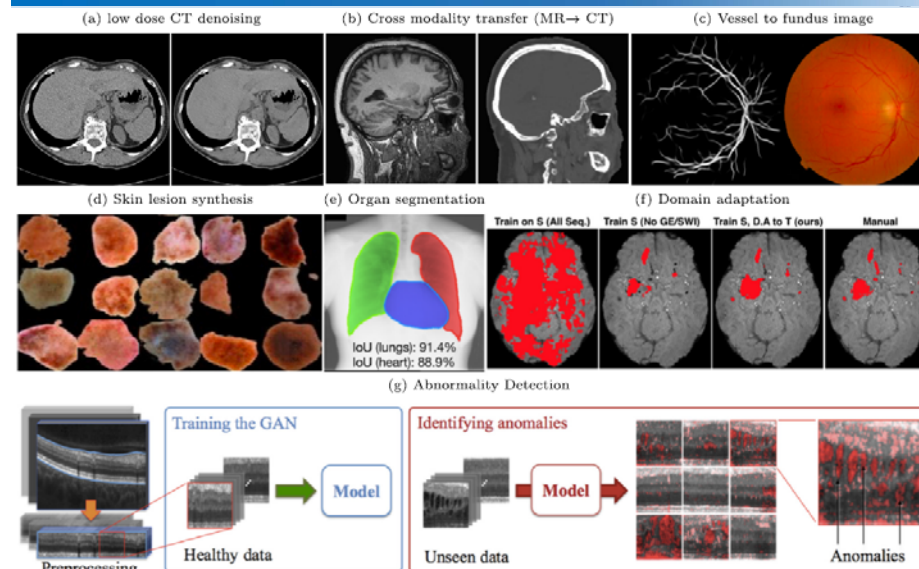 (a) low dose CT denoising
(b) Cross modality transfer (MR→ CT)
(c) Vessel to fundus image
(d) Skin lesion synthesis
(e) Organ segmentation
(f) Domain adaptation
Train on S (All Seq.)
Train S (No GE/SWI)
Train S, D.A to T (ours)
Manual
IoU (lungs): 91.4%
IoU (heart): 88.9%
(g) Abnormality Detection
Training the GAN
Identifying anomalies
Model
Model
Preprocessing
Healthy data
Unseen data
Anomalies